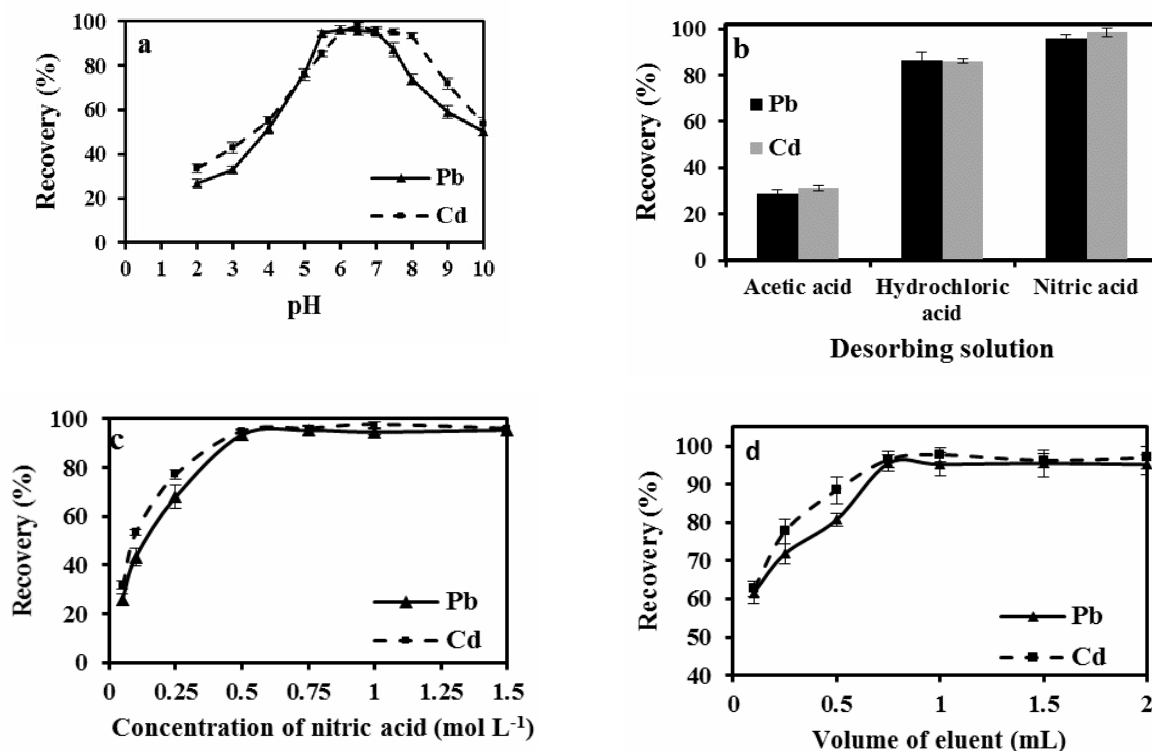 a
Recovery (%)
100
80
60
40
20
0
0 1 2 3 4 5 6 7 8 9 10
pH
Pb
Cd
b
Recovery (%)
100
80
60
40
20
0
Pb
Cd
Acetic acid Hydrochloric acid Nitric acid
Desorbing solution
c
Recovery (%)
100
80
60
40
20
0
0 0.25 0.5 0.75 1 1.25 1.5
Concentration of nitric acid (mol L⁻¹)
Pb
Cd
d
Recovery (%)
100
90
80
70
60
50
40
0 0.5 1 1.5 2
Volume of eluent (mL)
Pb
Cd